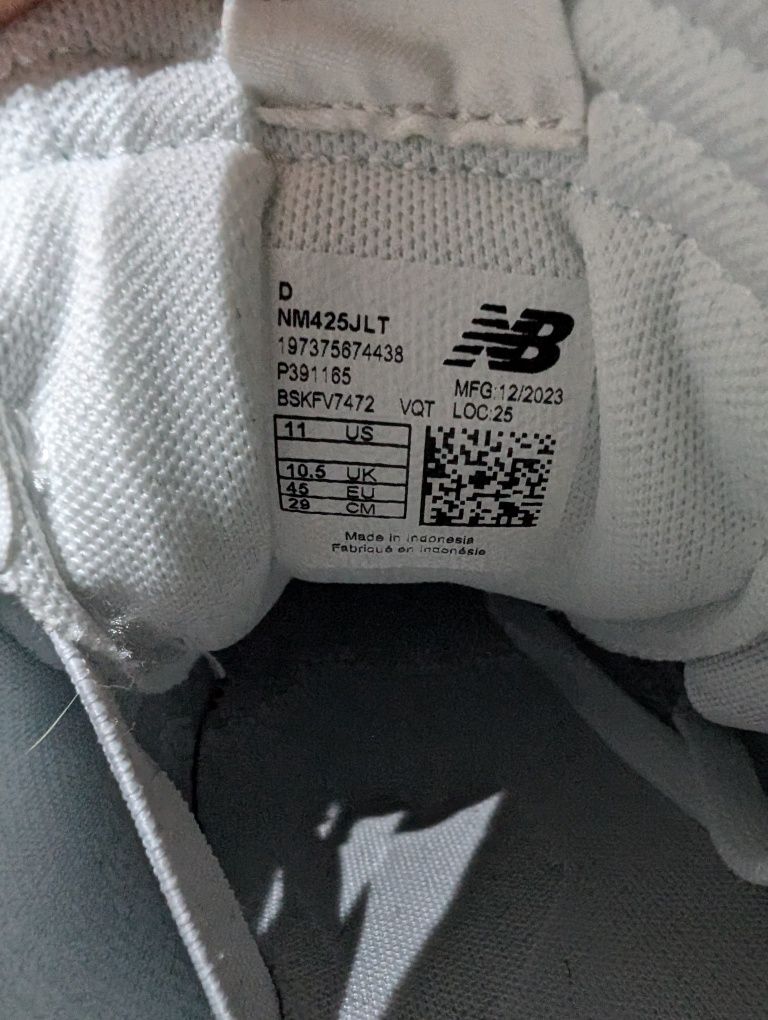 D
NM425JLT
197375674438
P391165
BSKFV7472 VQT
NB
MFG:12/2023
LOC:25
11 US
10.5 UK
45 EU
29 CM
Made in Indonesia
Fabriqué en Indonésie